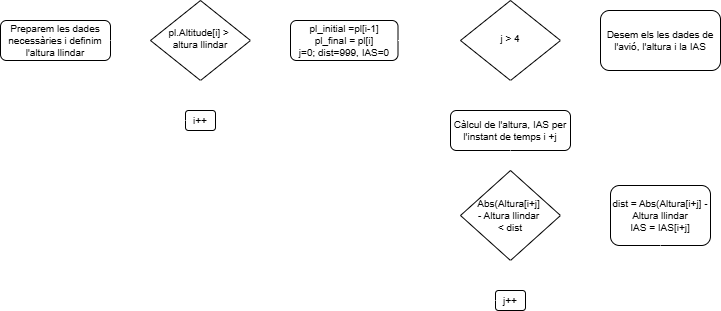 Preparem les dades
necessàries i definim
l'altura llindar
pl.Altitude[i] >
altura llindar
pl_initial =pl[i-1]
pl_final = pl[i]
j=0; dist=999, IAS=0
j > 4
Desem els les dades de
l'avió, l'altura i la IAS
i++
Càlcul de l'altura, IAS per
l'instant de temps i +j
Abs(Altura[i+j]
- Altura llindar
< dist
dist = Abs(Altura[i+j] -
Altura llindar
IAS = IAS[i+j]
j++